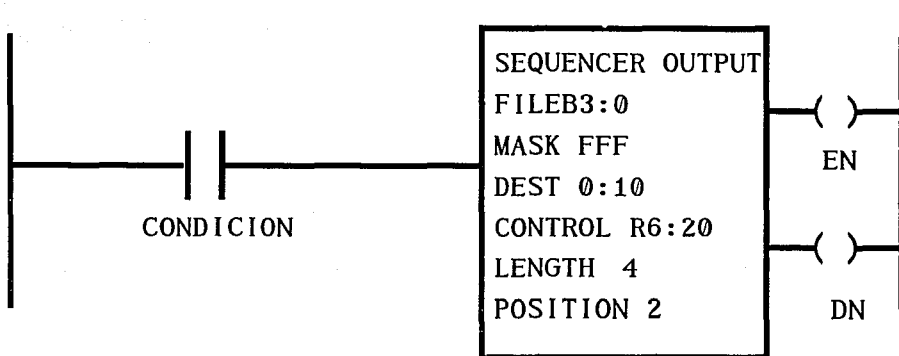 SEQUENCER OUTPUT
FILEB3:0
MASK FFF
DEST 0:10
CONTROL R6:20
LENGTH 4
POSITION 2
CONDICION
EN
DN